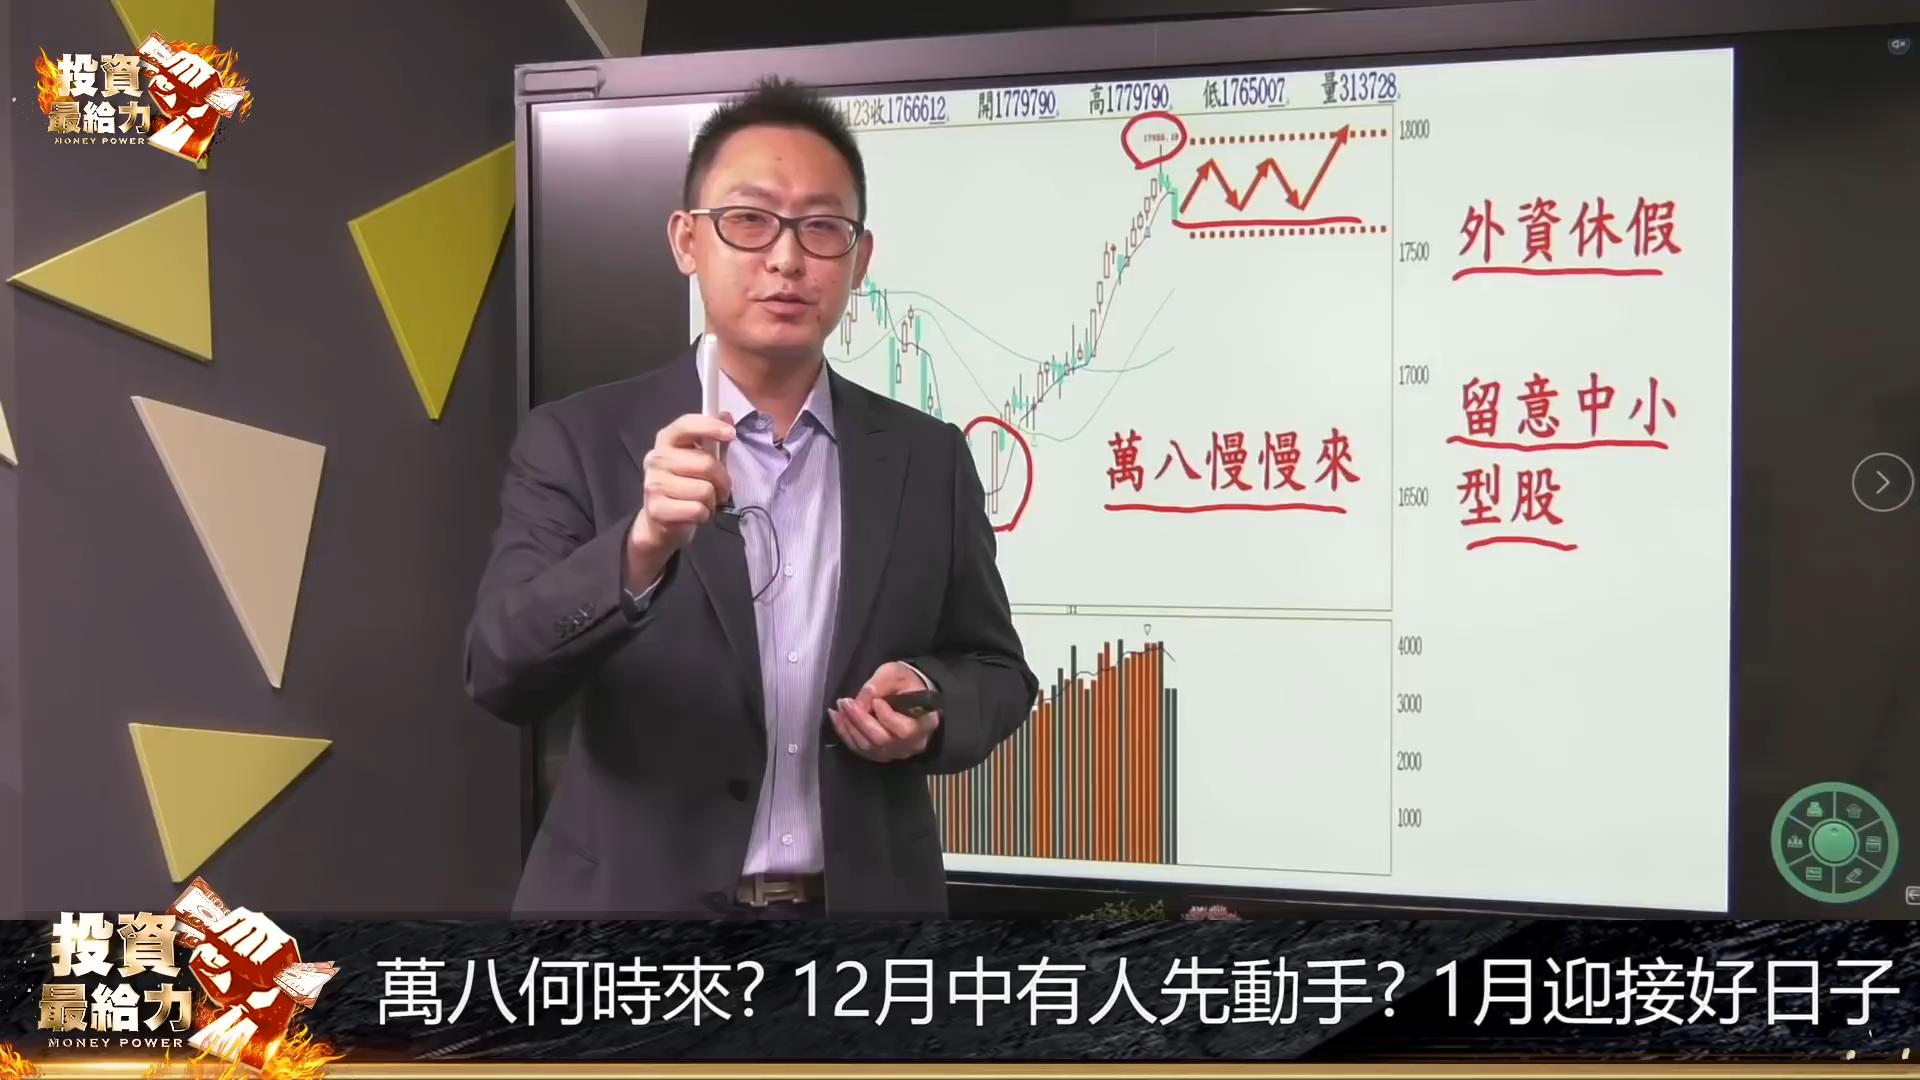 投資
最給力
MONEY POWER
123收1766612 開1779790 高1779790 低1765007 量313728
18000
17500
17000
16500
外資休假
留意中小
型股
萬八慢慢來
4000
3000
2000
1000
投資
最給力
MONEY POWER
萬八何時來? 12月中有人先動手? 1月迎接好日子